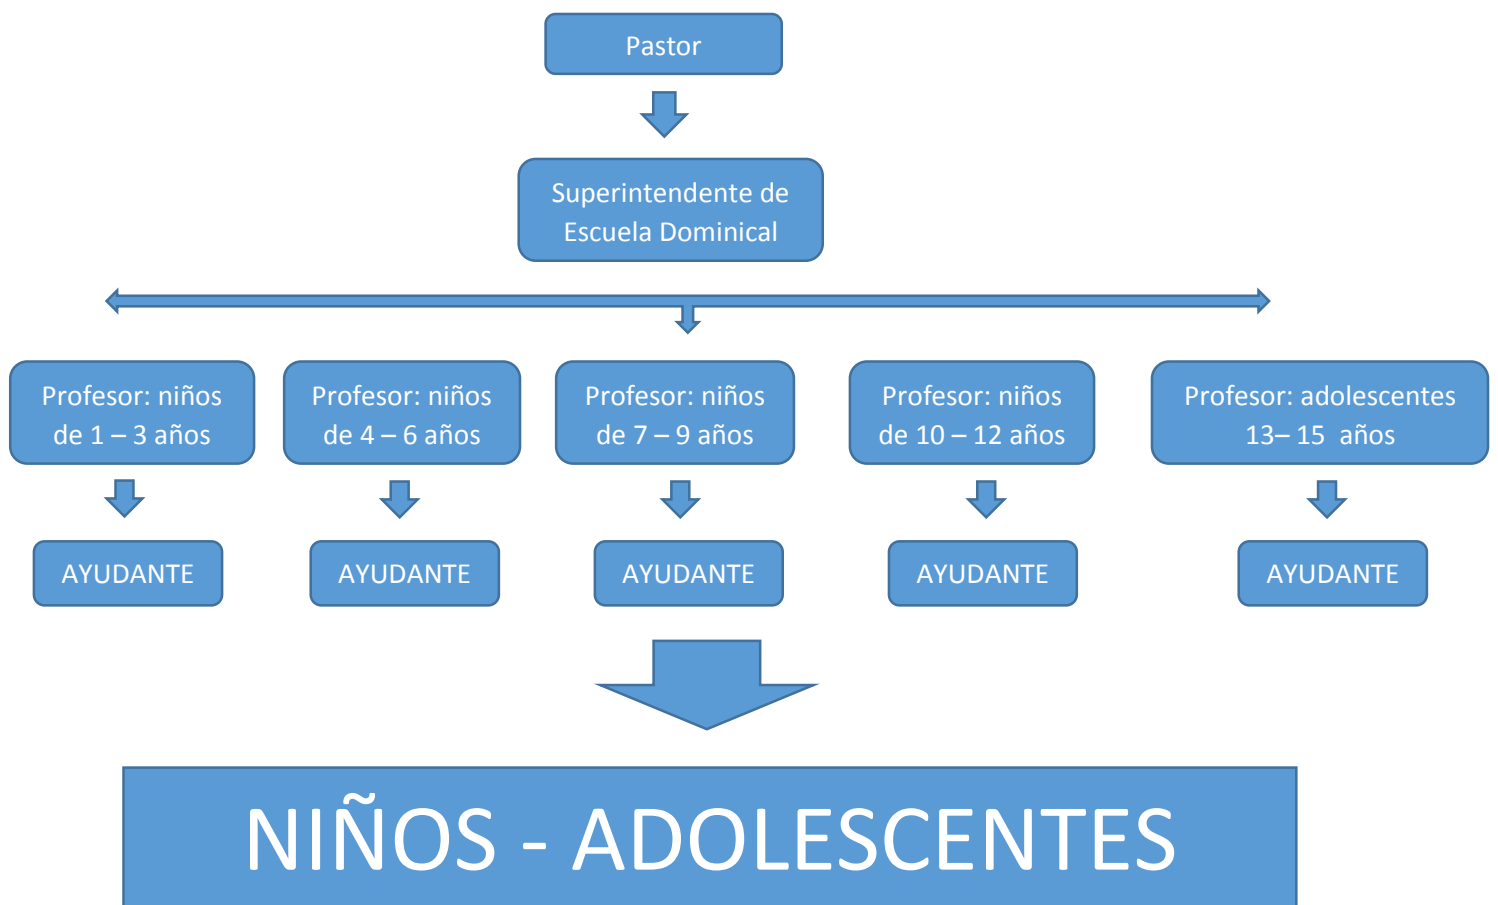 Pastor
Superintendente de
Escuela Dominical
Profesor: niños
de 1 – 3 años
Profesor: niños
de 4 – 6 años
Profesor: niños
de 7 – 9 años
Profesor: niños
de 10 – 12 años
Profesor: adolescentes
13– 15  años
AYUDANTE
AYUDANTE
AYUDANTE
AYUDANTE
AYUDANTE
NIÑOS - ADOLESCENTES